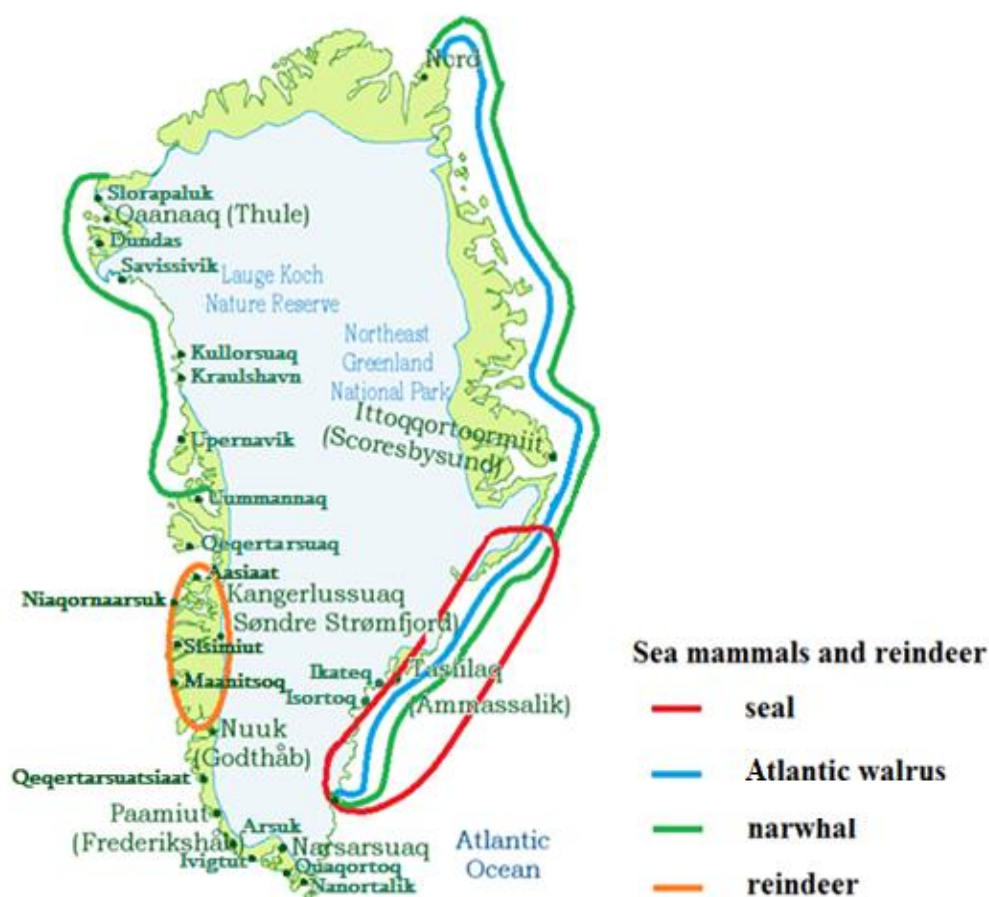 Nord
Slorapaluk
Qaanaaq (Thule)
Dundas
Savissivik
Lauge Koch
Nature Reserve
Northeast
Greenland
National Park
Kullorsuaq
Kraulshavn
Ittoqqortoormiit
(Scoresbysund)
Upernavik
Uummannaq
Qeqertarsuaq
Aasiaat
Niaqornaarsuk
Kangerlussuaq
Søndre Strømfjord)
Sisimiut
Maanitsoq
Ikateq
Tasiilaq
Isortoq
(Ammassalik)
Nuuk
(Godthåb)
Qeqertarsuatsiaat
Paamiut
(Frederikshåb)
Arsuk
Narsarsuaq
Ivigtut
Quaqortoq
Nanortalik
Atlantic
Ocean
Sea mammals and reindeer
seal
Atlantic walrus
narwhal
reindeer